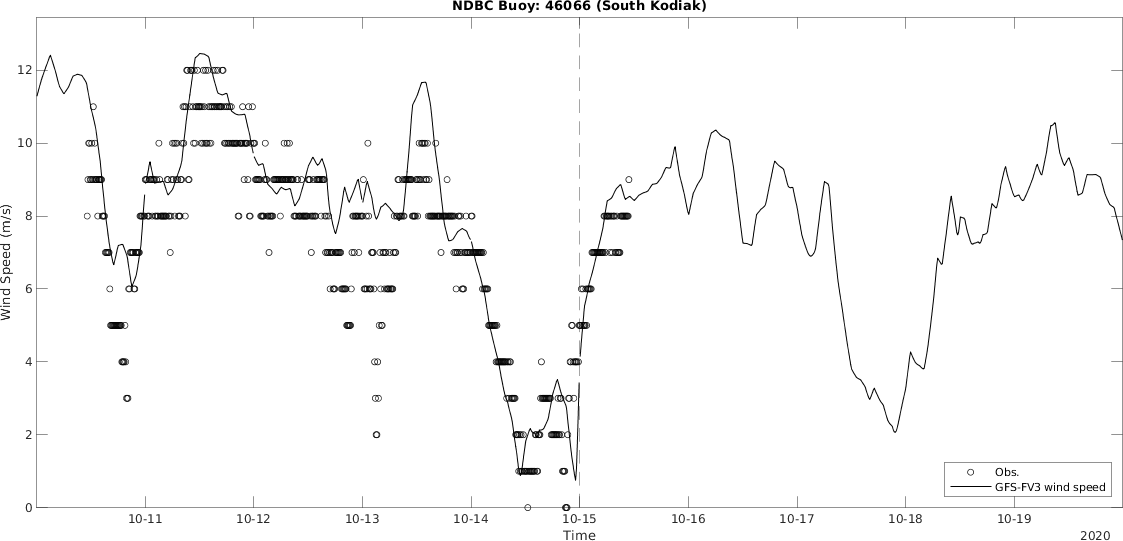 NDBC Buoy: 46066 (South Kodiak)
Wind Speed (m/s)
12
10
8
6
4
2
0
Obs.
GFS-FV3 wind speed
10-11 10-12 10-13 10-14 10-15 10-16 10-17 10-18 10-19
Time
2020